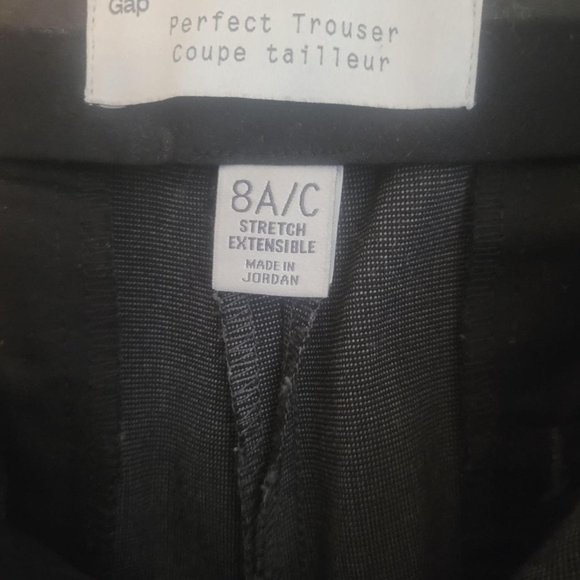 Gap
Perfect Trouser
Coupe tailleur
8A/C
STRETCH
EXTENSIBLE
MADE IN
JORDAN